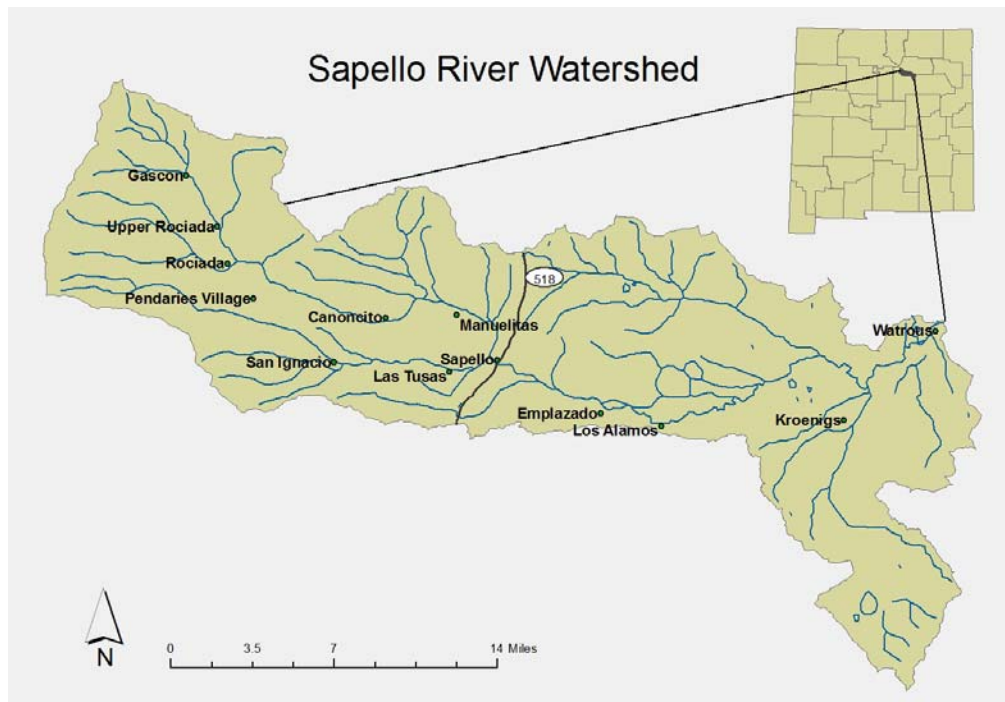 Sapello River Watershed
Gascon
Upper Rociada
Rociada
518
Pendaries Village
Canoncito
Manuelitas
Watrous
San Ignacio
Sapello
Las Tusas
Emplazado
Kroenigs
Los Alamos
N
0 3.5 7 14 Miles